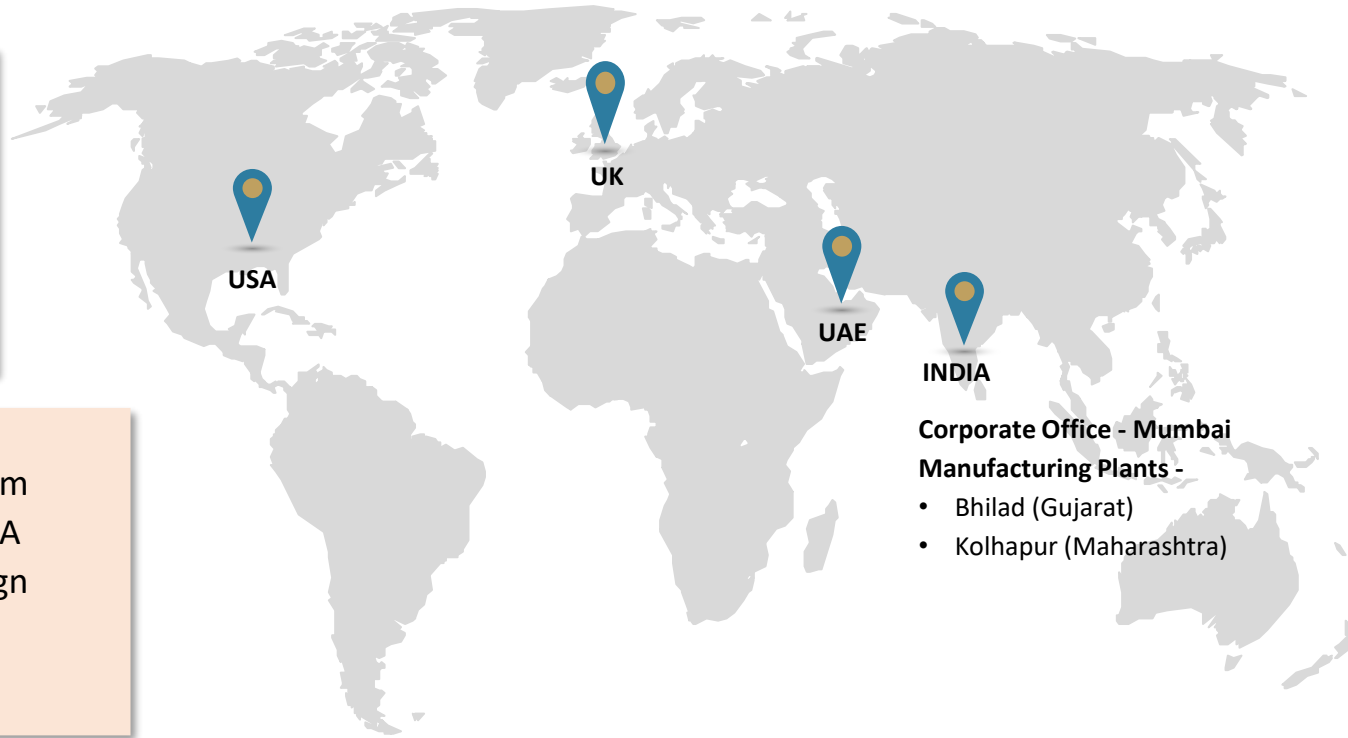 UK
USA
UAE
INDIA
Corporate Office - Mumbai
Manufacturing Plants -
• Bhilad (Gujarat)
• Kolhapur (Maharashtra)